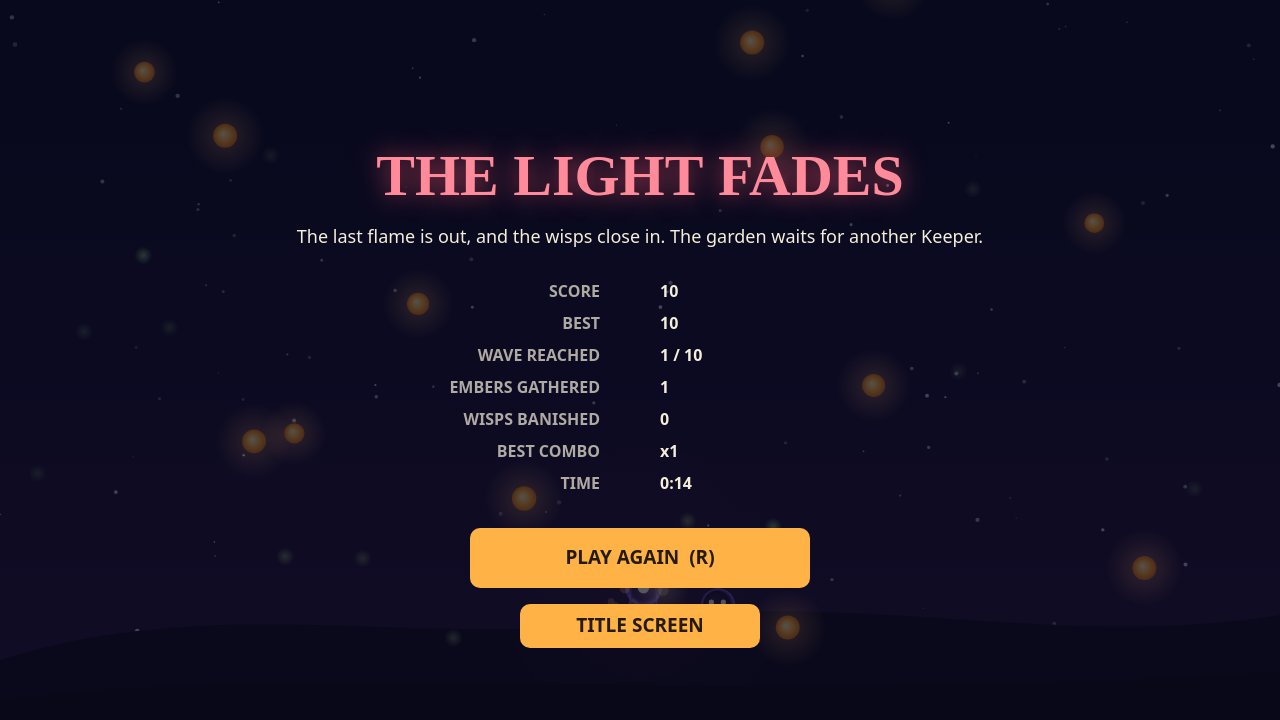 THE LIGHT FADES
The last flame is out, and the wisps close in. The garden waits for another Keeper.
SCORE 10
BEST 10
WAVE REACHED 1 / 10
EMBERS GATHERED 1
WISPS BANISHED 0
BEST COMBO x1
TIME 0:14
PLAY AGAIN (R)
TITLE SCREEN